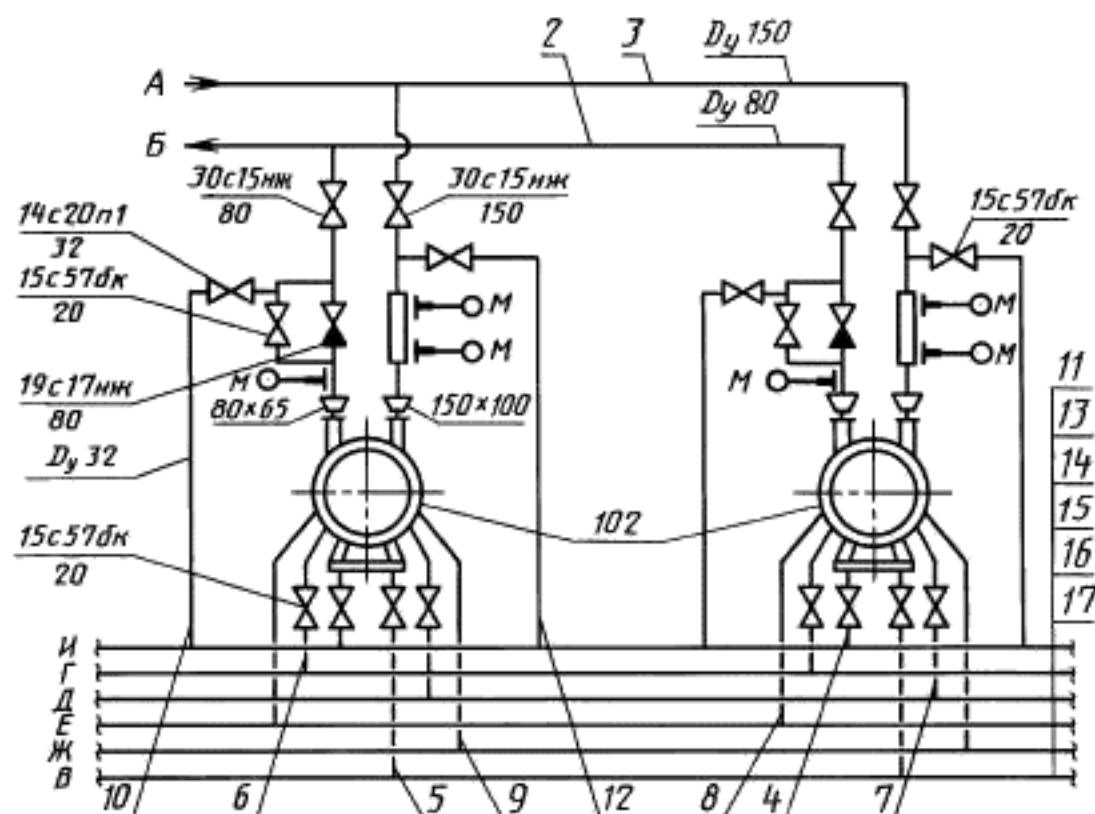 2 3 Dy 150
А
Dy 80
Б
30с15нж
80
30с15нж
150
14с20п1
32
15с57бк
20
15с57бк
20
М М
М М
19с17нж
80
М
80×65
150×100
М
11
13
Dy 32
14
102
15
15с57бк
20
16
17
И
Г
Д
Е
Ж
В
10 6 5 9 12 8 4 7